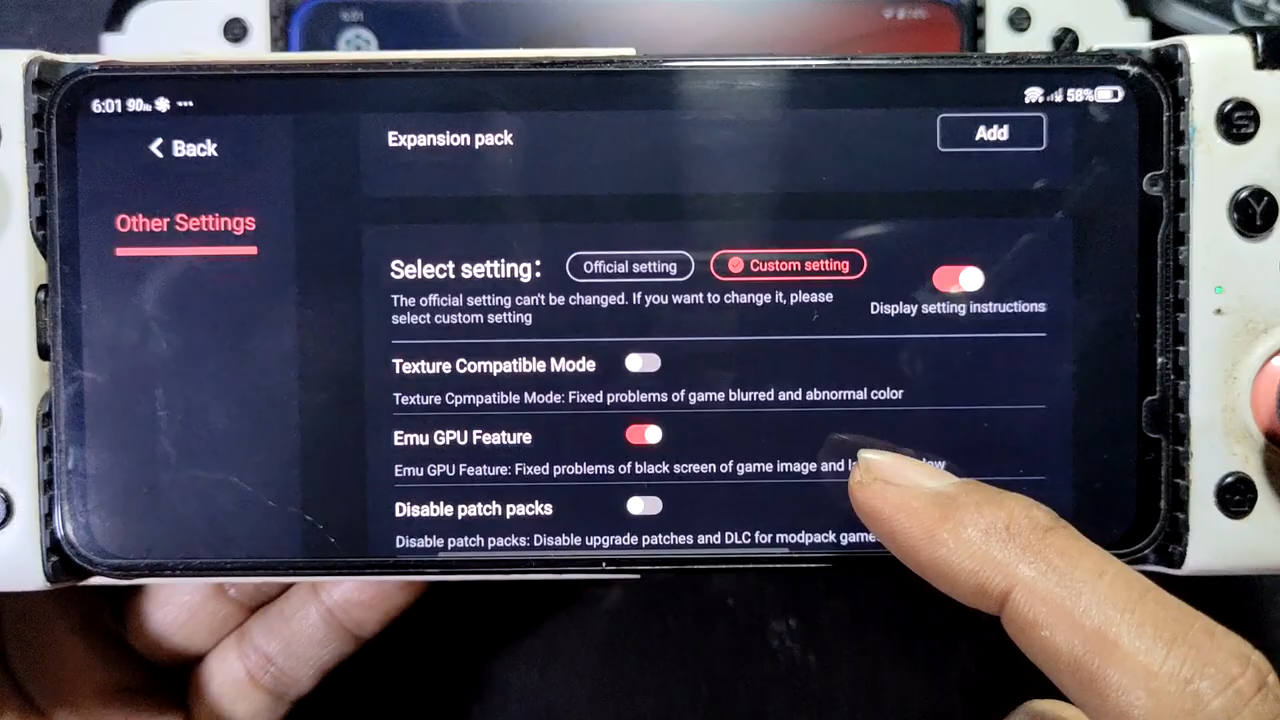 6:01 90Hz ✱ ••• 58%
Back
Expansion pack
Add
Other Settings
Select setting:
Official setting
Custom setting
The official setting can't be changed. If you want to change it, please
select custom setting
Display setting instructions
Texture Compatible Mode
Texture Cpmpatible Mode: Fixed problems of game blurred and abnormal color
Emu GPU Feature
Emu GPU Feature: Fixed problems of black screen of game image and
Disable patch packs
Disable patch packs: Disable upgrade patches and DLC for modpack game
S
Y